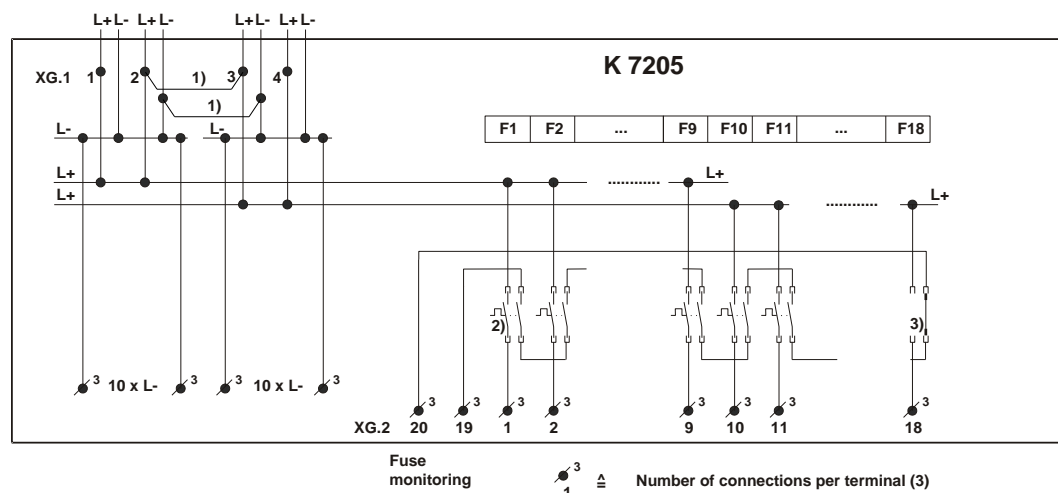 L+ L- L+ L- L+ L- L+ L-
K 7205
XG.1 1 2 1) 3 4
1)
L- L-
F1 F2 ... F9 F10 F11 ... F18
L+ L+
L+ L+
2) 3)
3 10 x L- 3 3 10 x L- 3
3 3 3 3 3 3 3 3
XG.2 20 19 1 2 9 10 11 18
Fuse
monitoring
3
1 ≙ Number of connections per terminal (3)